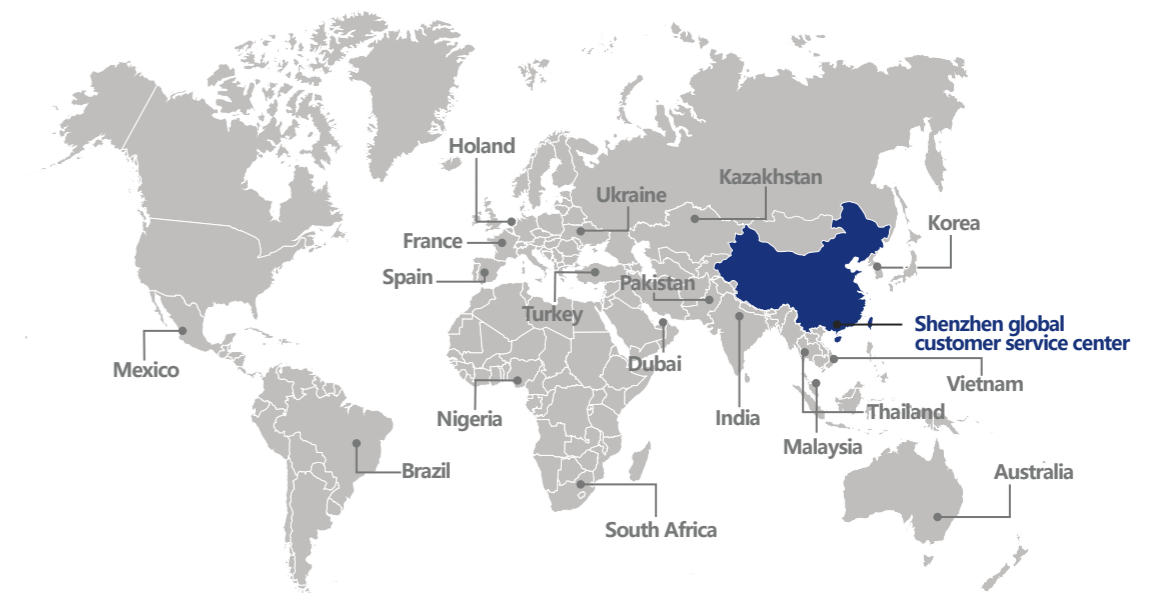 Holand
Kazakhstan
Ukraine
Korea
France
Spain
Pakistan
Turkey
Shenzhen global
customer service center
Mexico
Dubai
Vietnam
Nigeria
India
Thailand
Malaysia
Brazil
Australia
South Africa